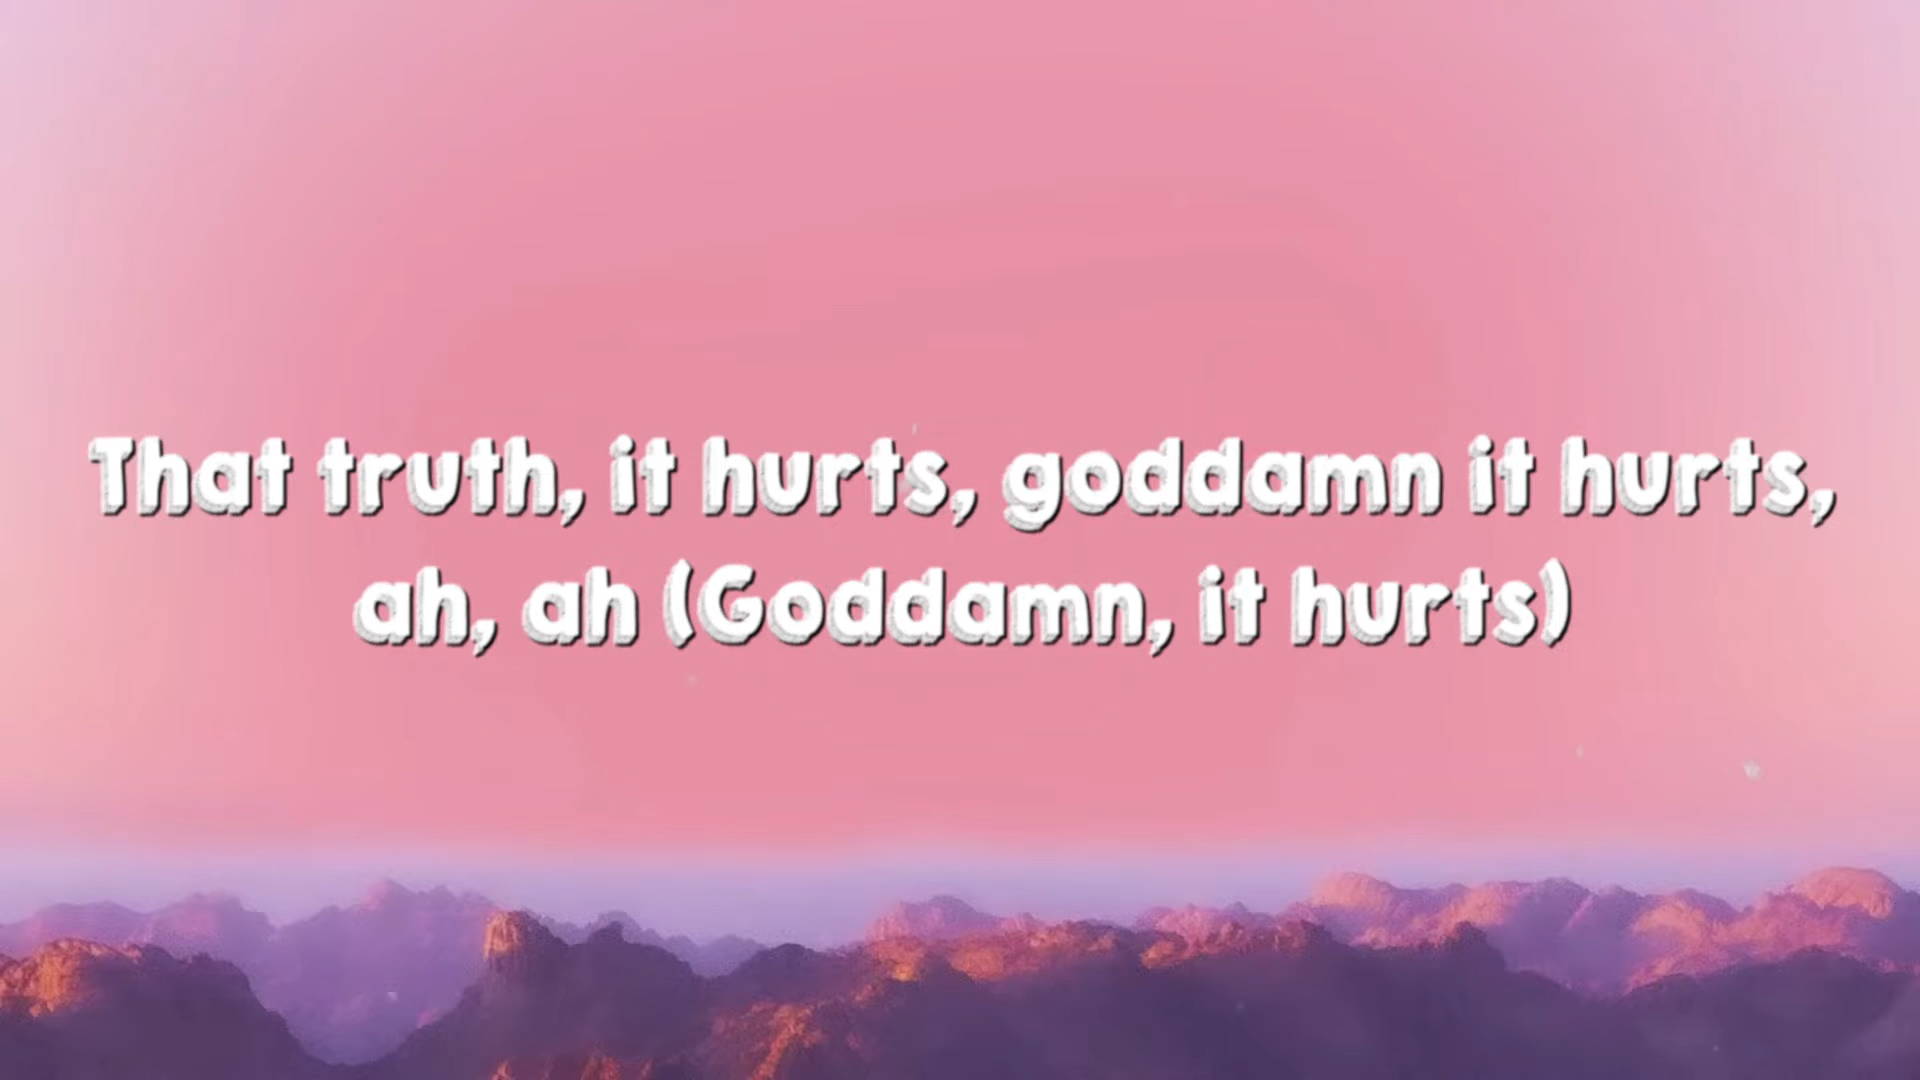 That truth, it hurts, goddamn it hurts,
ah, ah (Goddamn, it hurts)